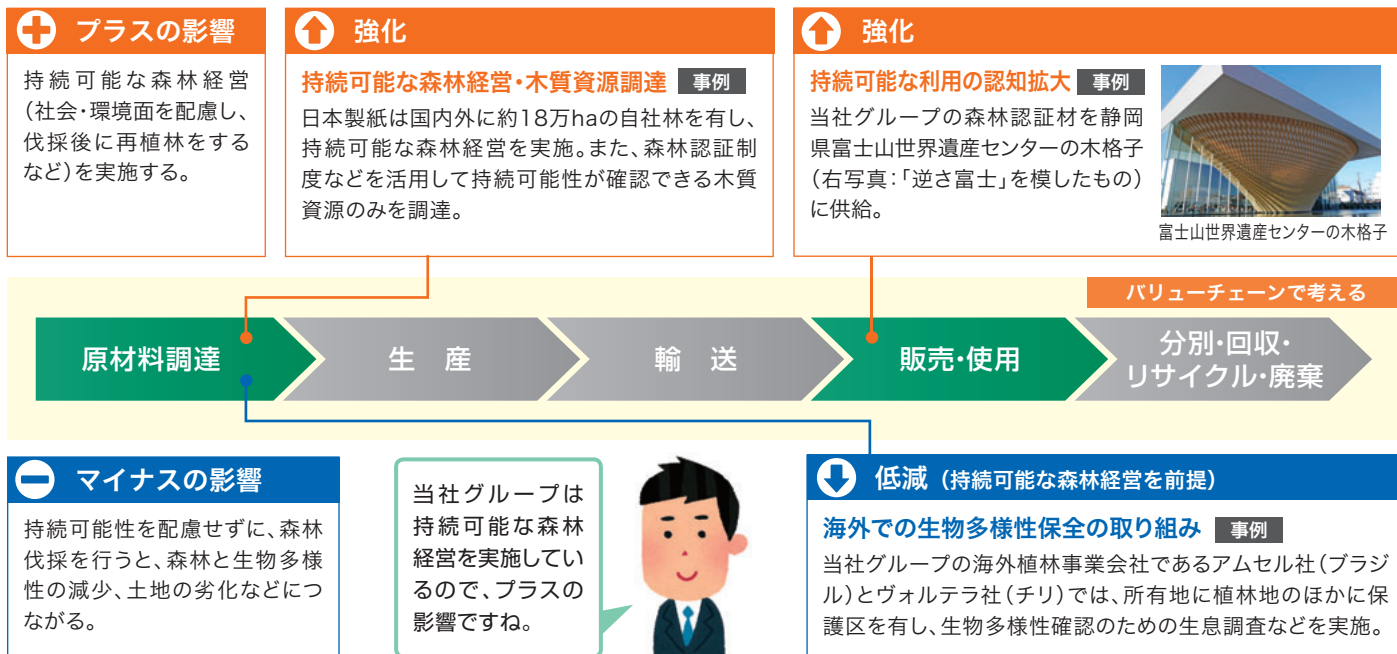 プラスの影響
持続可能な森林経営
（社会・環境面を配慮し、
伐採後に再植林をする
など）を実施する。
強化
持続可能な森林経営・木質資源調達 事例
日本製紙は国内外に約18万haの自社林を有し、
持続可能な森林経営を実施。また、森林認証制
度などを活用して持続可能性が確認できる木質
資源のみを調達。
強化
持続可能な利用の認知拡大 事例
当社グループの森林認証材を静岡
県富士山世界遺産センターの木格子
（右写真：「逆さ富士」を模したもの）
に供給。
富士山世界遺産センターの木格子
バリューチェーンで考える
原材料調達
生 産
輸 送
販売・使用
分別・回収・
リサイクル・廃棄
マイナスの影響
持続可能性を配慮せずに、森林
伐採を行うと、森林と生物多様
性の減少、土地の劣化などにつ
ながる。
当社グループは
持続可能な森林
経営を実施してい
るので、プラスの
影響ですね。
低減（持続可能な森林経営を前提）
海外での生物多様性保全の取り組み 事例
当社グループの海外植林事業会社であるアムセル社（ブラジ
ル）とヴォルテラ社（チリ）では、所有地に植林地のほかに保
護区を有し、生物多様性確認のための生息調査などを実施。